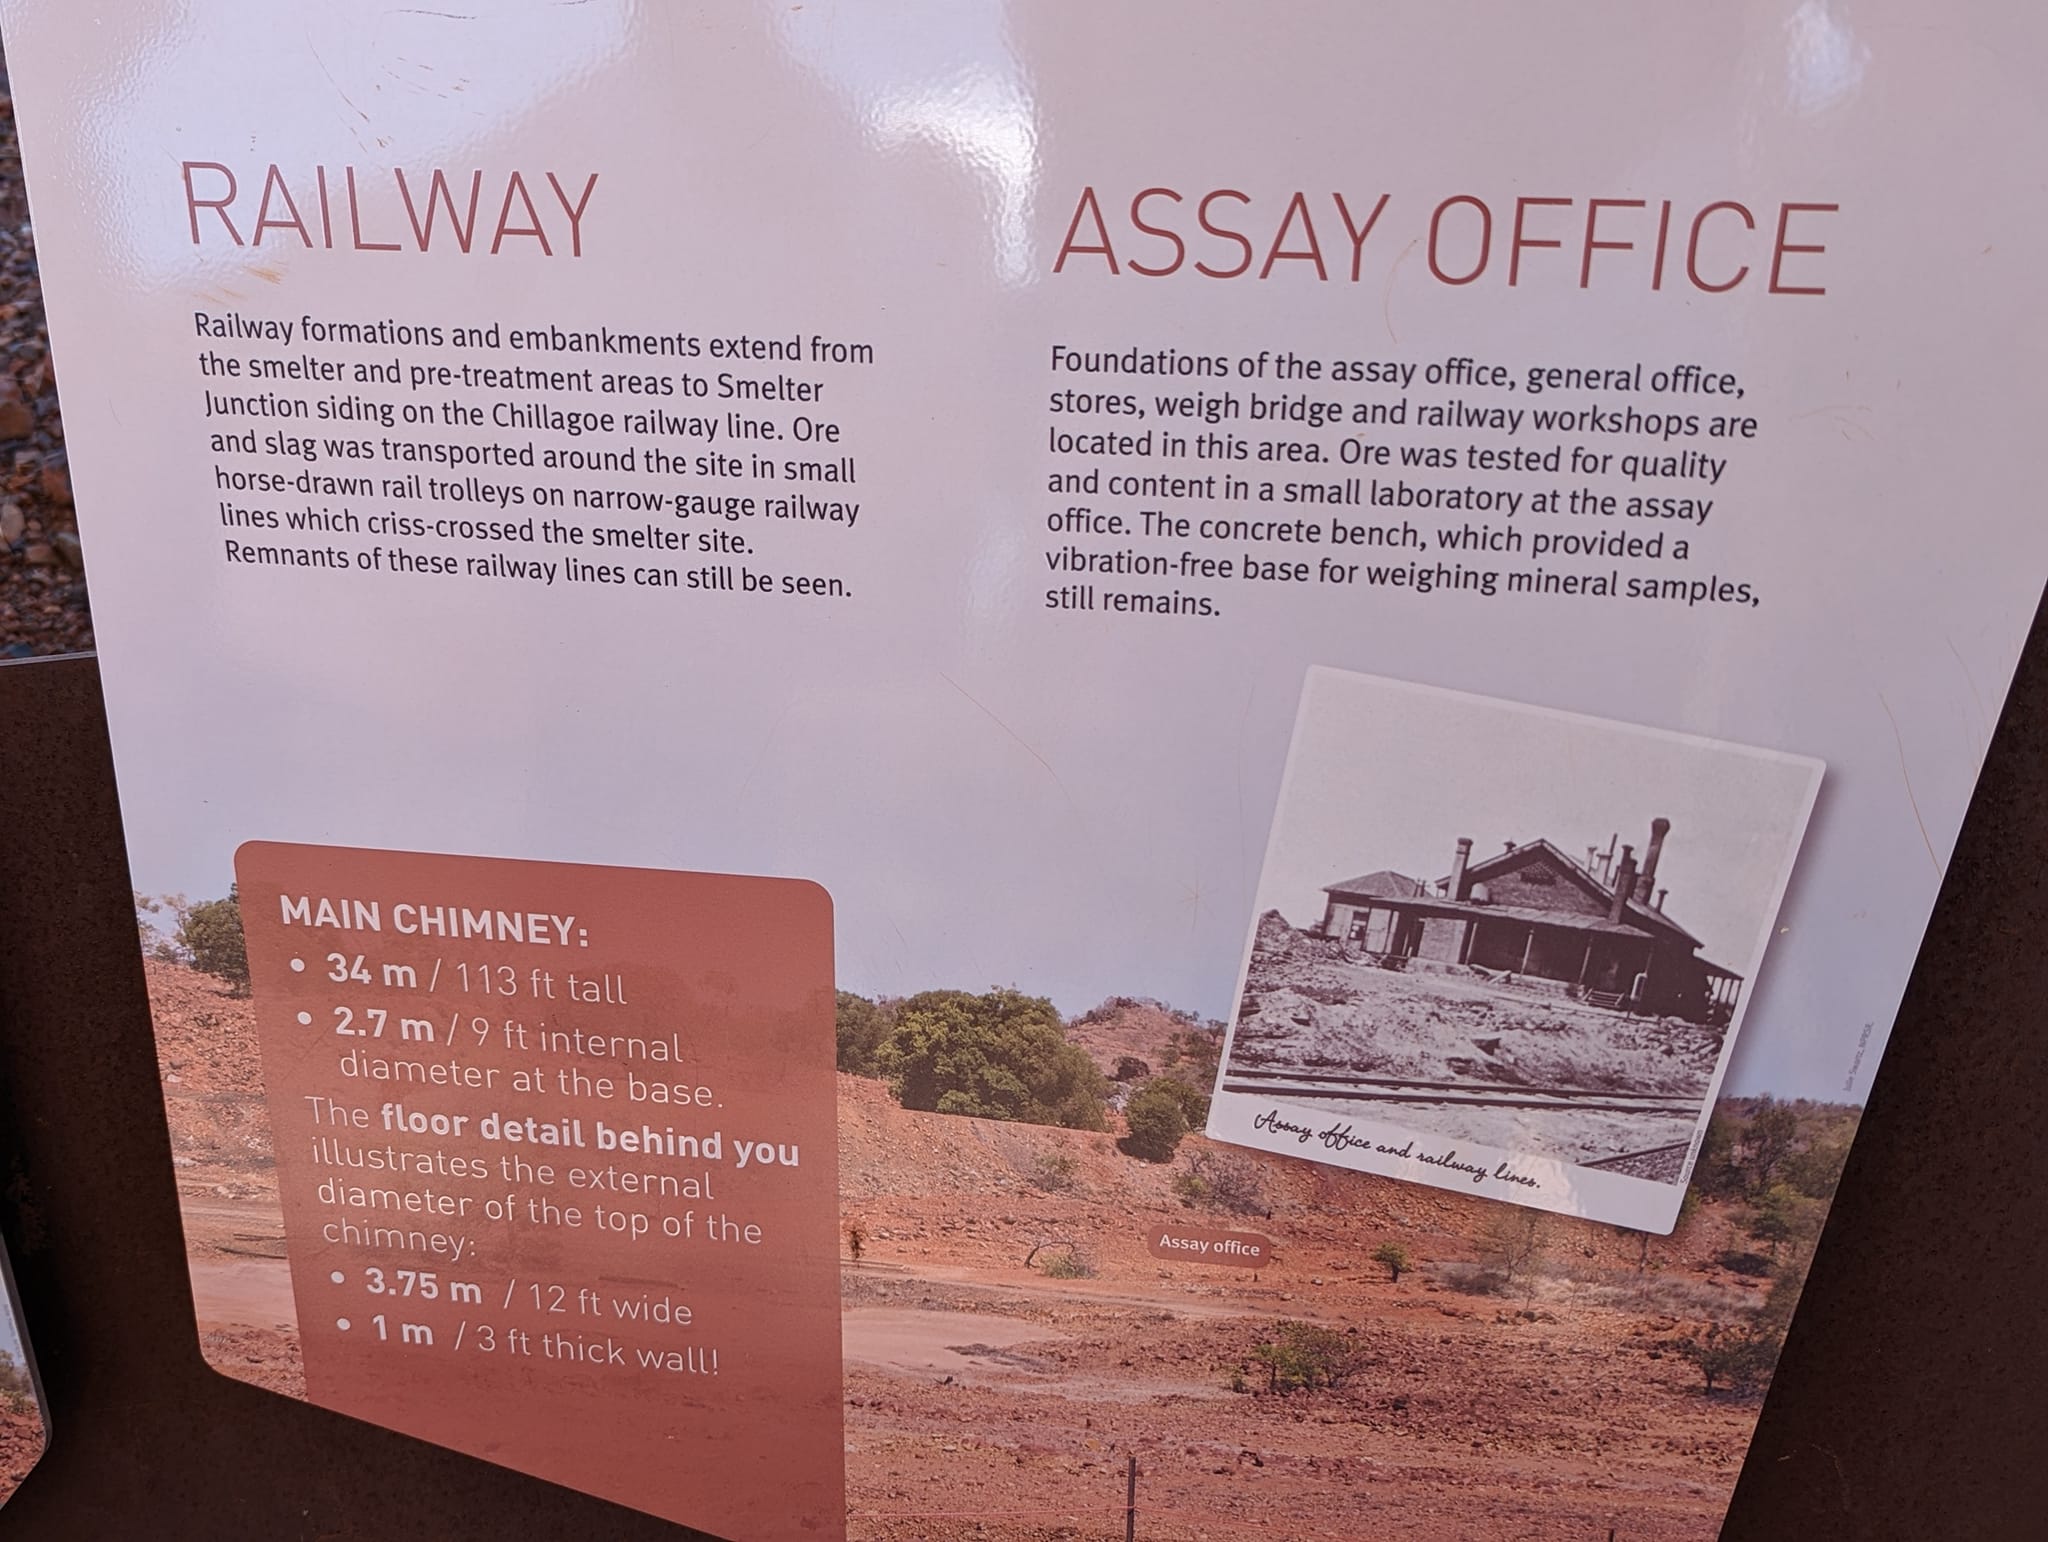 RAILWAY
Railway formations and embankments extend from
the smelter and pre-treatment areas to Smelter
Junction siding on the Chillagoe railway line. Ore
and slag was transported around the site in small
horse-drawn rail trolleys on narrow-gauge railway
lines which criss-crossed the smelter site.
Remnants of these railway lines can still be seen.
ASSAY OFFICE
Foundations of the assay office, general office,
stores, weigh bridge and railway workshops are
located in this area. Ore was tested for quality
and content in a small laboratory at the assay
office. The concrete bench, which provided a
vibration-free base for weighing mineral samples,
still remains.
MAIN CHIMNEY:
• 34 m / 113 ft tall
• 2.7 m / 9 ft internal
diameter at the base.
The floor detail behind you
illustrates the external
diameter of the top of the
chimney:
• 3.75 m / 12 ft wide
• 1 m / 3 ft thick wall!
Assay office and railway lines.
Assay office